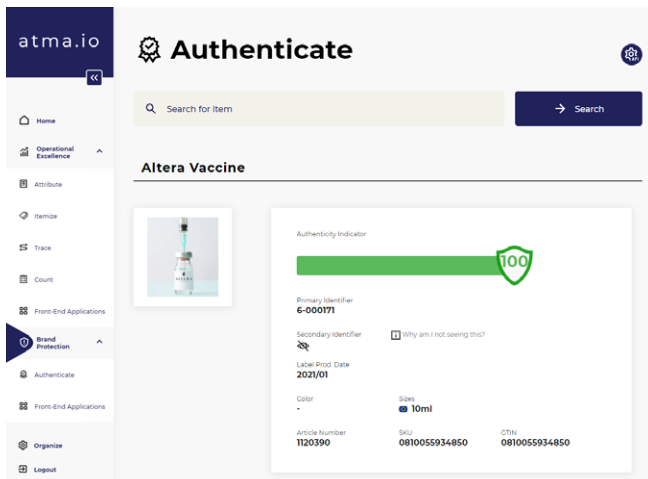 atma.io
Authenticate
API
Search for item
Search
Home
Operational
Excellence
Attribute
Itemize
Trace
Count
Front-End Applications
Brand
Protection
Authenticate
Front-End Applications
Organize
Logout
Altera Vaccine
Authenticity Indicator
100
Primary Identifier
6-000171
Secondary Identifier
Why am I not seeing this?
Label Prod. Date
2021/01
Color
-
Sizes
10ml
Article Number
1120390
SKU
0810055934850
GTIN
0810055934850